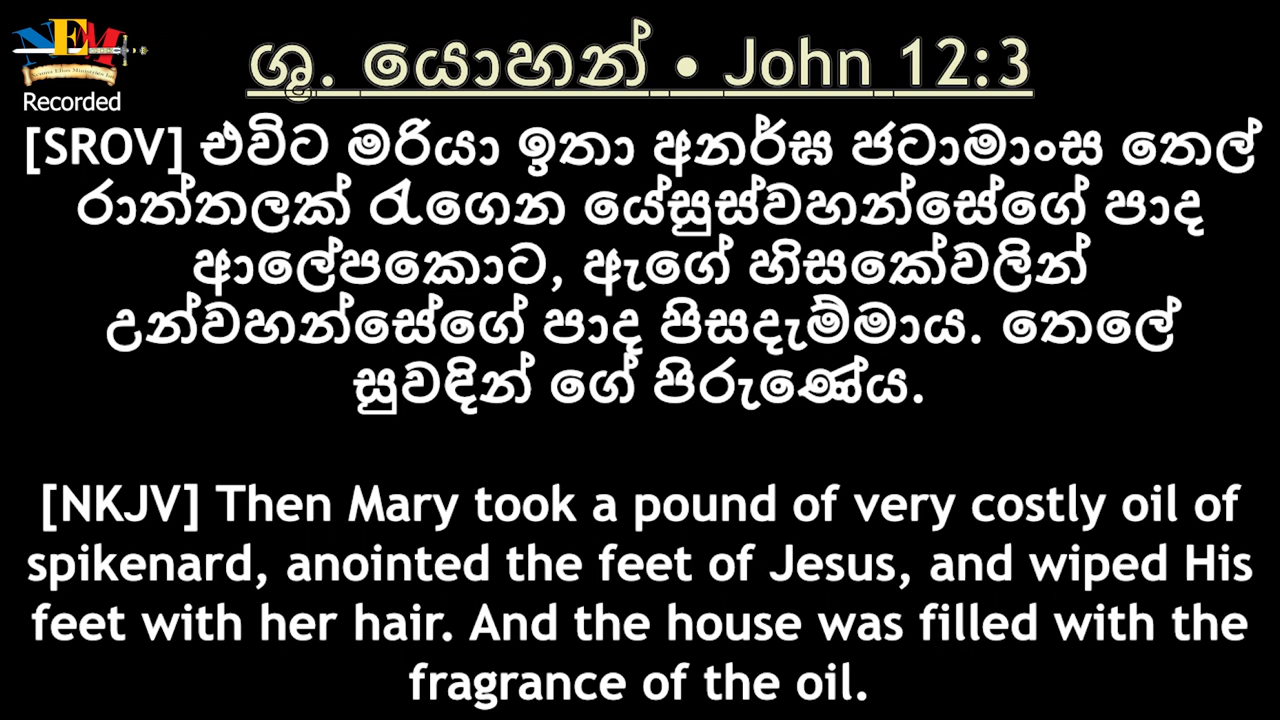 NEM
Recorded
ශු. යොහන් • John 12:3
[SROV] එවිට මරියා ඉතා අනර්ඝ ජටාමාංස තෙල්
රාත්තලක් රැගෙන යේසුස්වහන්සේගේ පාද
ආලේපකොට, ඇගේ හිසකේවලින්
උන්වහන්සේගේ පාද පිසදැම්මාය. තෙලේ
සුවඳින් ගේ පිරුණේය.
[NKJV] Then Mary took a pound of very costly oil of
spikenard, anointed the feet of Jesus, and wiped His
feet with her hair. And the house was filled with the
fragrance of the oil.